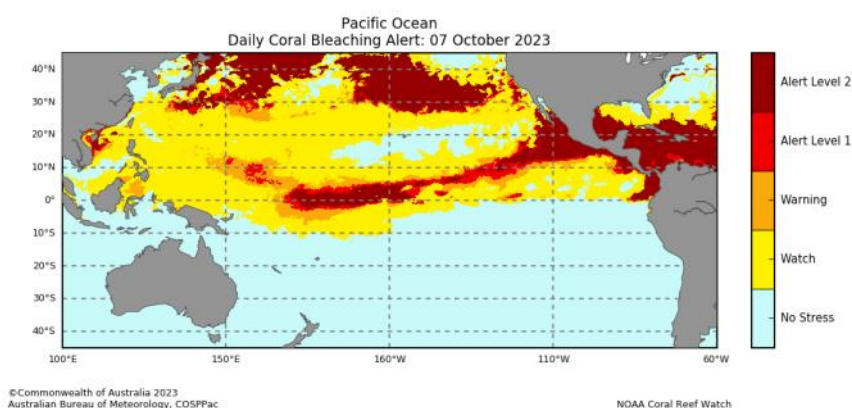 Pacific Ocean
Daily Coral Bleaching Alert: 07 October 2023
40°N
30°N
20°N
10°N
0°
10°S
20°S
30°S
40°S
100°E
150°E
160°W
110°W
60°W
Alert Level 2
Alert Level 1
Warning
Watch
No Stress
©Commonwealth of Australia 2023
Australian Bureau of Meteorology, COSPPac
NOAA Coral Reef Watch